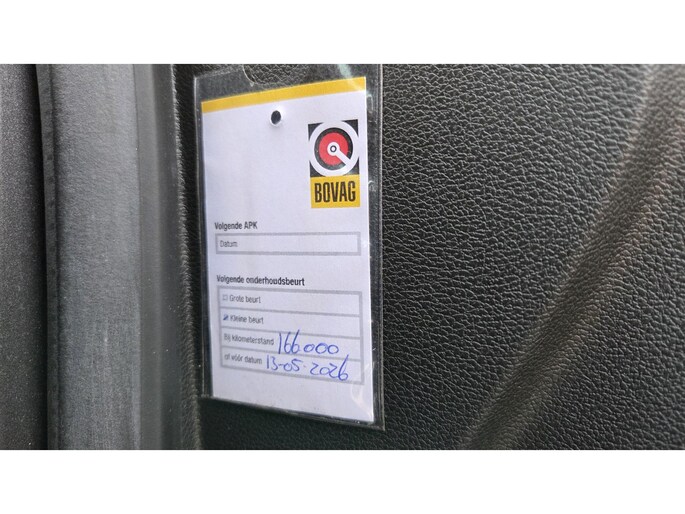 BOVAG
Volgende APK
Datum
Volgende onderhoudsbeurt
Grote beurt
Kleine beurt
Bij kilometerstand 166000
of vóór datum 13-05-2026